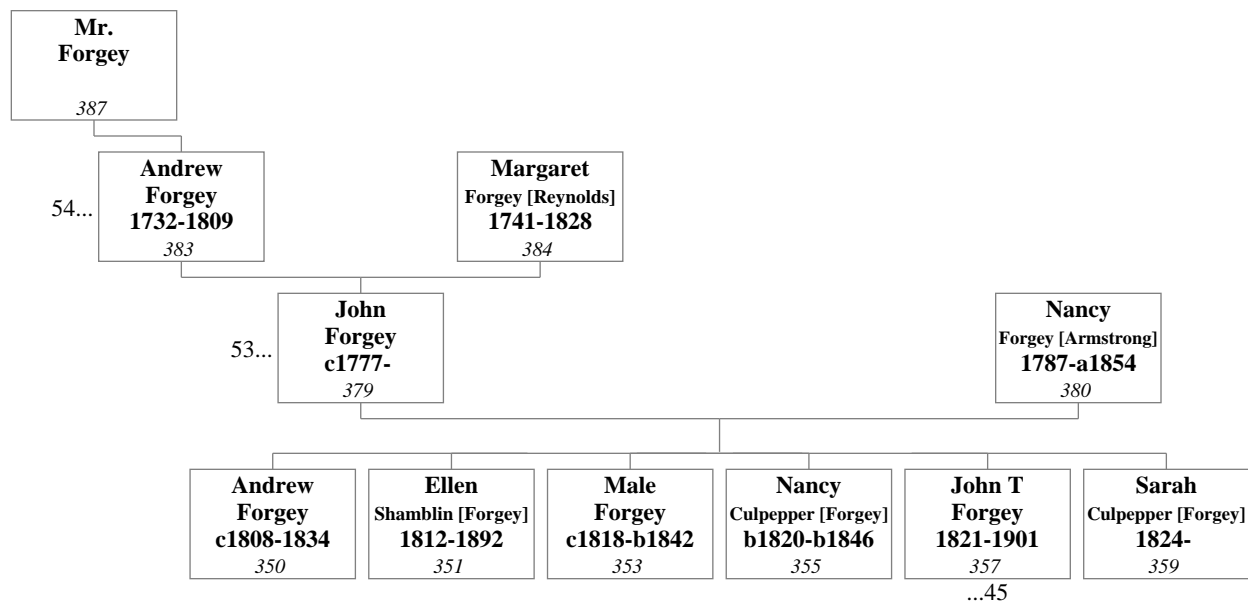 Mr.
Forgey
387
54...
Andrew
Forgey
1732-1809
383
Margaret
Forgey [Reynolds]
1741-1828
384
53...
John
Forgey
c1777-
379
Nancy
Forgey [Armstrong]
1787-a1854
380
Andrew
Forgey
c1808-1834
350
Ellen
Shamblin [Forgey]
1812-1892
351
Male
Forgey
c1818-b1842
353
Nancy
Culpepper [Forgey]
b1820-b1846
355
John T
Forgey
1821-1901
357
...45
Sarah
Culpepper [Forgey]
1824-
359